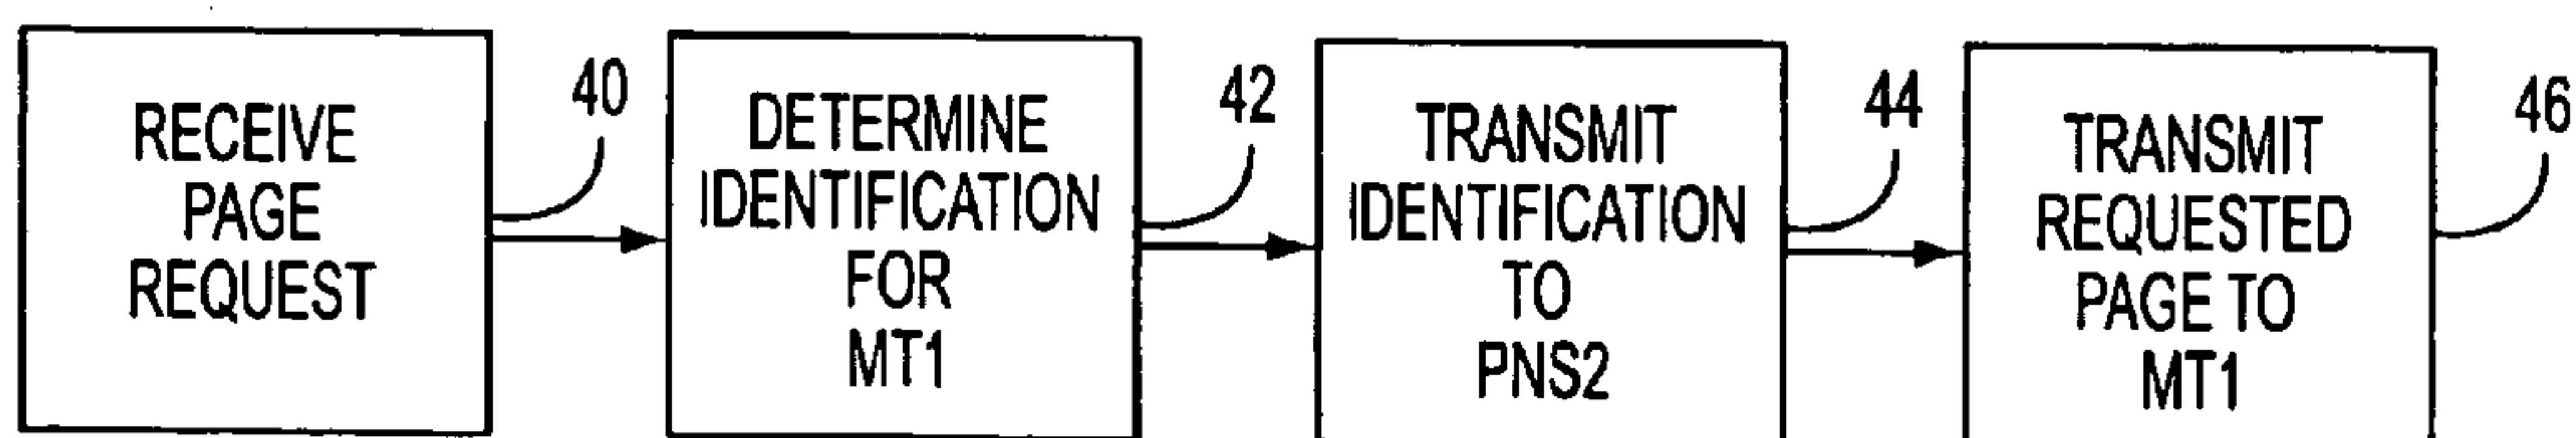 RECEIVE
PAGE
REQUEST
40
DETERMINE
IDENTIFICATION
FOR
MT1
42
TRANSMIT
IDENTIFICATION
TO
PNS2
44
TRANSMIT
REQUESTED
PAGE TO
MT1
46